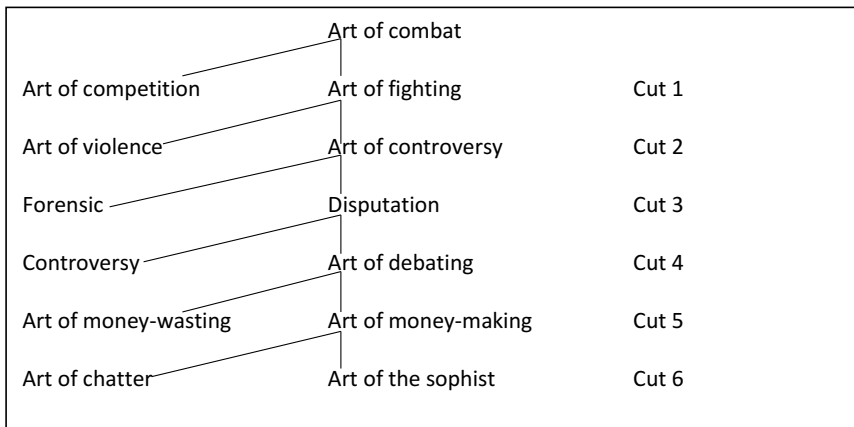 Art of combat
Art of competition Art of fighting Cut 1
Art of violence Art of controversy Cut 2
Forensic Disputation Cut 3
Controversy Art of debating Cut 4
Art of money-wasting Art of money-making Cut 5
Art of chatter Art of the sophist Cut 6